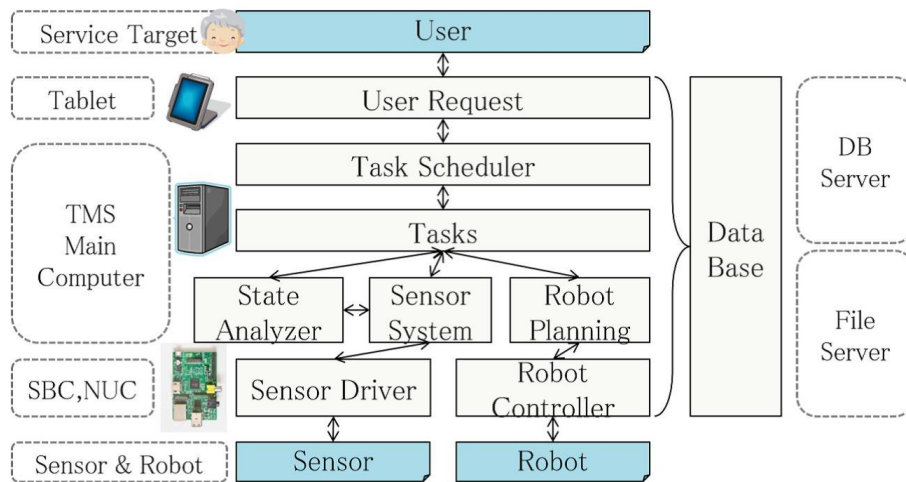 Service Target
User
Tablet
User Request
Task Scheduler
TMS
Main
Computer
Tasks
State
Analyzer
Sensor
System
Robot
Planning
SBC,NUC
Sensor Driver
Robot
Controller
Sensor & Robot
Sensor
Robot
Data
Base
DB
Server
File
Server